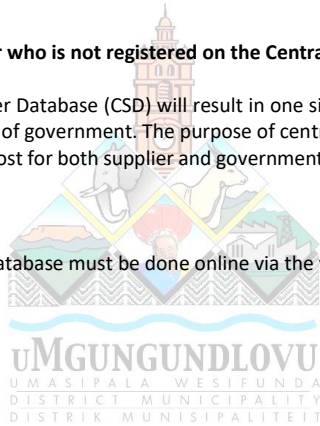 r who is not registered on the Centra
er Database (CSD) will result in one si
of government. The purpose of centr
ost for both supplier and government
atabase must be done online via the
UMGUNGUNDLOVU
UMASIPALA WESIFUNDA
DISTRICT MUNICIPALITY
DISTRIK MUNISIPALITEIT